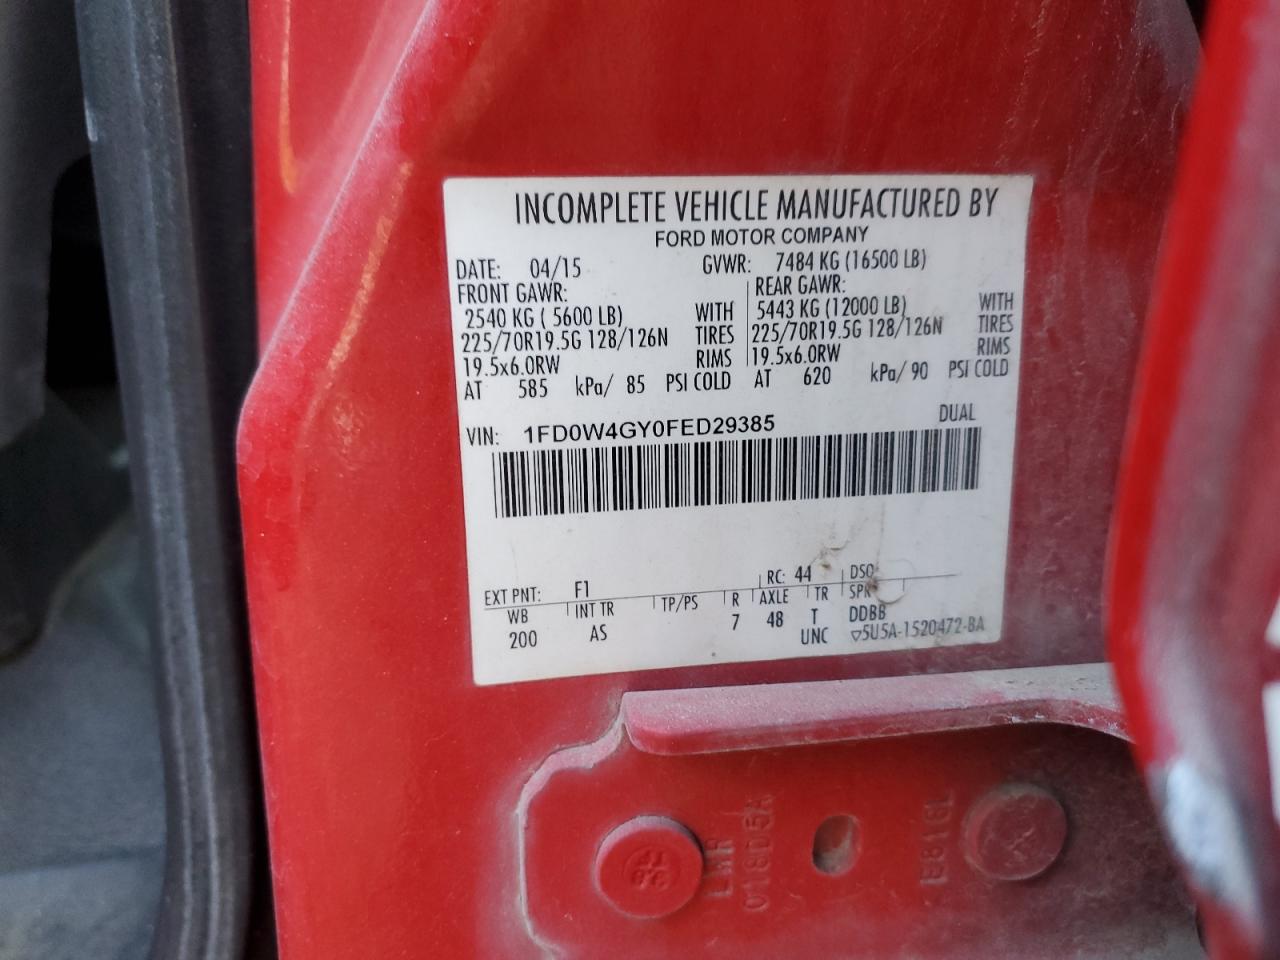 INCOMPLETE VEHICLE MANUFACTURED BY
FORD MOTOR COMPANY
DATE: 04/15 GVWR: 7484 KG (16500 LB)
FRONT GAWR: REAR GAWR:
2540 KG ( 5600 LB) WITH 5443 KG (12000 LB) WITH
225/70R19.5G 128/126N TIRES 225/70R19.5G 128/126N TIRES
19.5x6.0RW RIMS 19.5x6.0RW RIMS
AT 585 kPa/ 85 PSI COLD AT 620 kPa/ 90 PSI COLD
VIN: 1FD0W4GY0FED29385 DUAL
EXT PNT: F1 RC: 44 DSO:
WB INT TR TP/PS R AXLE TR SPR
200 AS 7 48 T DDBB
UNC ▽5U5A-1520472-BA
LWR
01805A
E816L